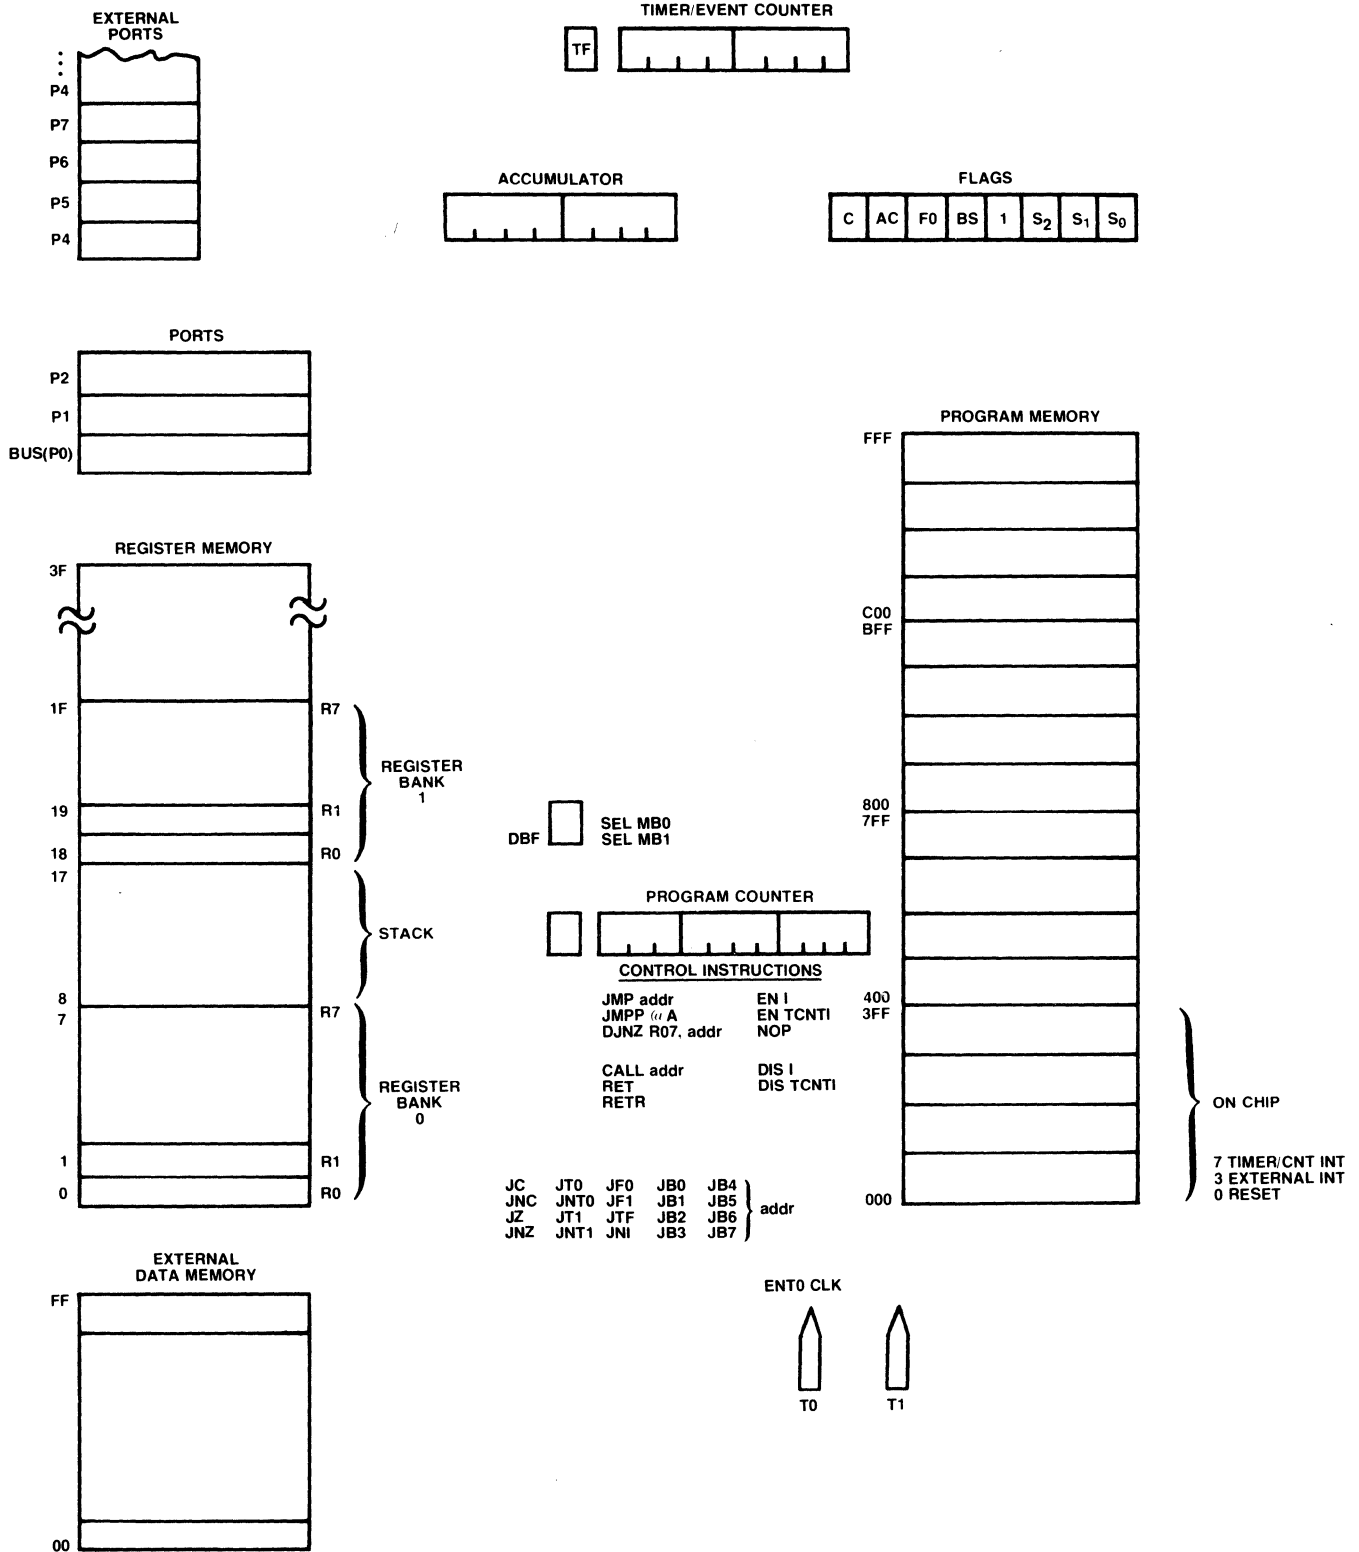 EXTERNAL
PORTS
⋮
P4
P7
P6
P5
P4
TIMER/EVENT COUNTER
TF
ACCUMULATOR
FLAGS
C AC F0 BS 1 S2 S1 S0
PORTS
P2
P1
BUS(P0)
REGISTER MEMORY
3F
1F
19
18
17
8
7
1
0
R7
R1
R0
R7
R1
R0
REGISTER
BANK
1
STACK
REGISTER
BANK
0
EXTERNAL
DATA MEMORY
FF
00
DBF
SEL MB0
SEL MB1
PROGRAM COUNTER
CONTROL INSTRUCTIONS
JMP addr EN I
JMPP @ A EN TCNTI
DJNZ R07, addr NOP
CALL addr DIS I
RET DIS TCNTI
RETR
JC JT0 JF0 JB0 JB4
JNC JNT0 JF1 JB1 JB5
JZ JT1 JTF JB2 JB6
JNZ JNT1 JNI JB3 JB7
addr
ENT0 CLK
T0
T1
PROGRAM MEMORY
FFF
C00
BFF
800
7FF
400
3FF
000
ON CHIP
7 TIMER/CNT INT
3 EXTERNAL INT
0 RESET